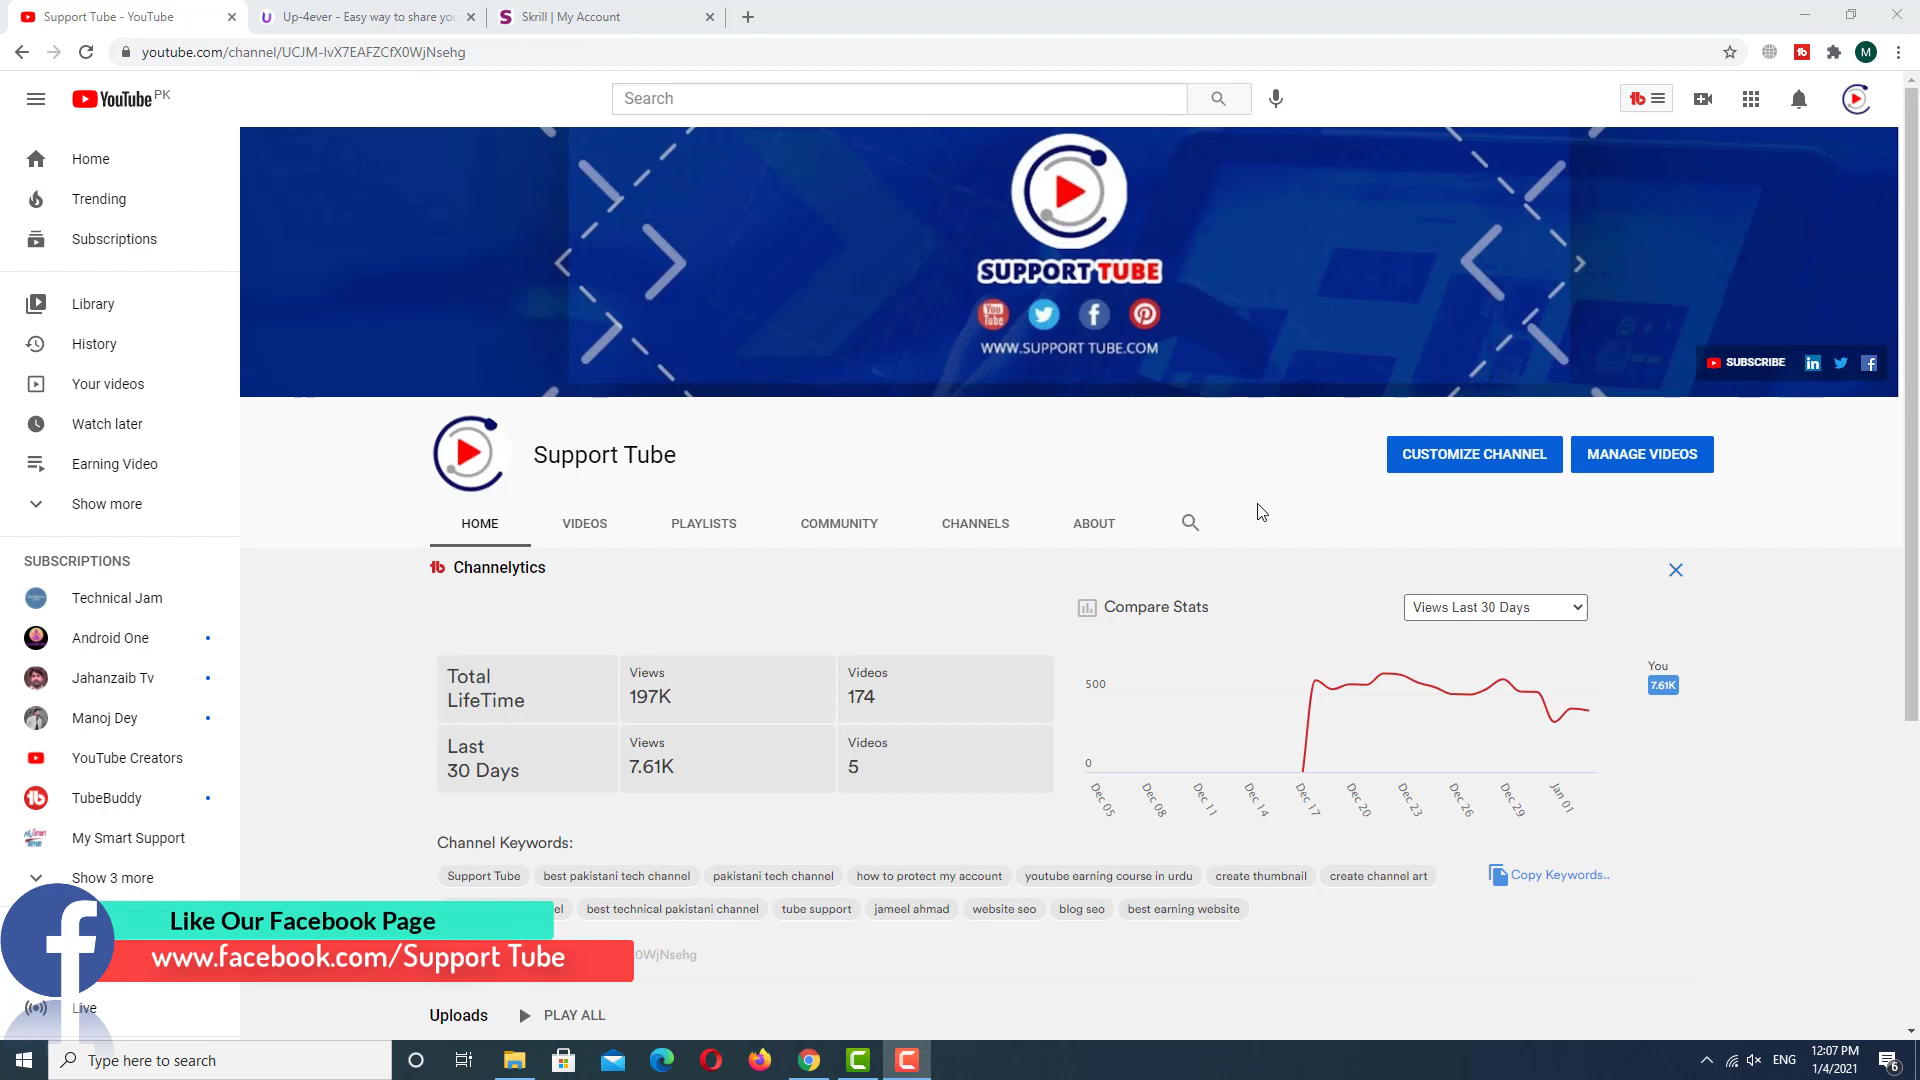 Support Tube - YouTube
Up-4ever - Easy way to share you
Skrill | My Account
youtube.com/channel/UCJM-IvX7EAFZCfX0WjNsehg
M
YouTube PK
Search
Home
Trending
Subscriptions
Library
History
Your videos
Watch later
Earning Video
Show more
SUBSCRIPTIONS
Technical Jam
Android One
Jahanzaib Tv
Manoj Dey
YouTube Creators
TubeBuddy
My Smart Support
Show 3 more
Live
SUPPORT TUBE
You Tube
WWW.SUPPORT TUBE.COM
SUBSCRIBE
Support Tube
CUSTOMIZE CHANNEL
MANAGE VIDEOS
HOME
VIDEOS
PLAYLISTS
COMMUNITY
CHANNELS
ABOUT
Channelytics
Compare Stats
Views Last 30 Days
Total
LifeTime
Views
197K
Videos
174
Last
30 Days
Views
7.61K
Videos
5
500
0
Dec 05
Dec 08
Dec 11
Dec 14
Dec 17
Dec 20
Dec 23
Dec 26
Dec 29
Jan 01
You
7.61K
Channel Keywords:
Support Tube
best pakistani tech channel
pakistani tech channel
how to protect my account
youtube earning course in urdu
create thumbnail
create channel art
Copy Keywords..
el
best technical pakistani channel
tube support
jameel ahmad
website seo
blog seo
best earning website
0WjNsehg
Like Our Facebook Page
www.facebook.com/Support Tube
Uploads
PLAY ALL
Type here to search
ENG
12:07 PM
1/4/2021
6